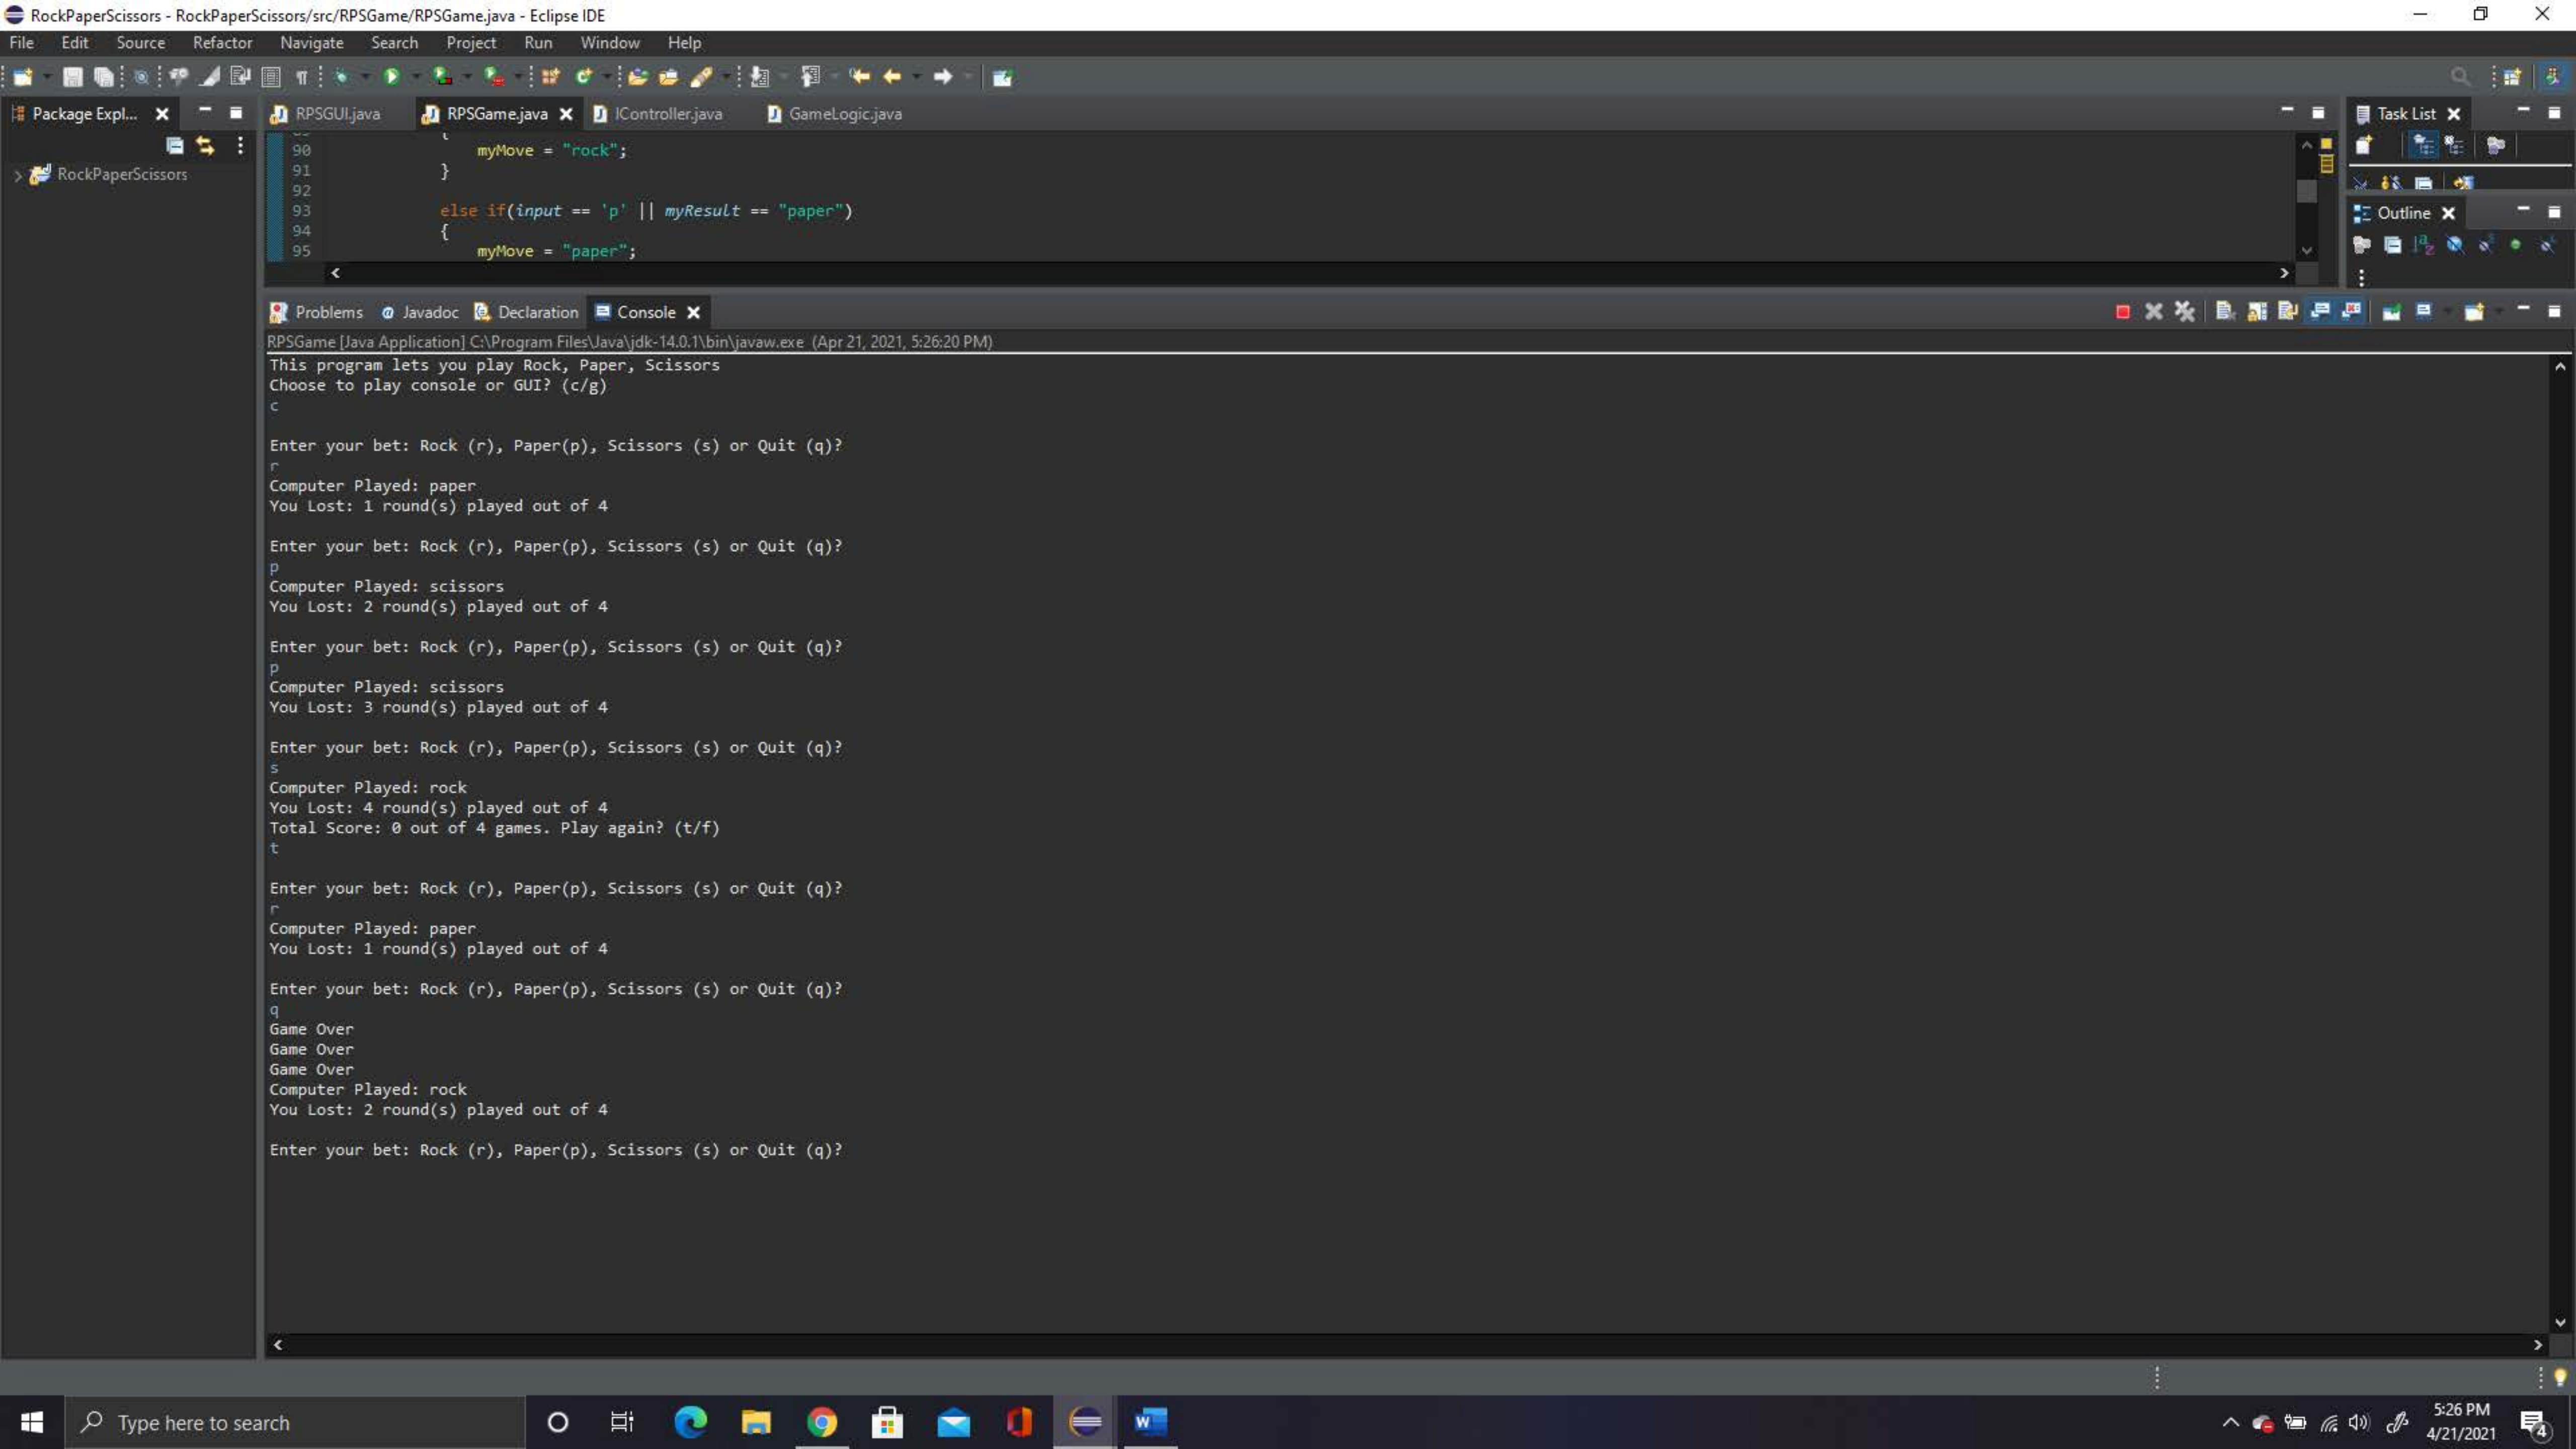 RockPaperScissors - RockPaperScissors/src/RPSGame/RPSGame.java - Eclipse IDE
File Edit Source Refactor Navigate Search Project Run Window Help
Package Expl...
RPSGUI.java RPSGame.java IController.java GameLogic.java
Task List
RockPaperScissors
90 myMove = "rock";
91 }
92
93 else if(input == 'p' || myResult == "paper")
94 {
95 myMove = "paper";
Outline
Problems @ Javadoc Declaration Console
RPSGame [Java Application] C:\Program Files\Java\jdk-14.0.1\bin\javaw.exe (Apr 21, 2021, 5:26:20 PM)
This program lets you play Rock, Paper, Scissors
Choose to play console or GUI? (c/g)
c
Enter your bet: Rock (r), Paper(p), Scissors (s) or Quit (q)?
r
Computer Played: paper
You Lost: 1 round(s) played out of 4
Enter your bet: Rock (r), Paper(p), Scissors (s) or Quit (q)?
p
Computer Played: scissors
You Lost: 2 round(s) played out of 4
Enter your bet: Rock (r), Paper(p), Scissors (s) or Quit (q)?
p
Computer Played: scissors
You Lost: 3 round(s) played out of 4
Enter your bet: Rock (r), Paper(p), Scissors (s) or Quit (q)?
s
Computer Played: rock
You Lost: 4 round(s) played out of 4
Total Score: 0 out of 4 games. Play again? (t/f)
t
Enter your bet: Rock (r), Paper(p), Scissors (s) or Quit (q)?
r
Computer Played: paper
You Lost: 1 round(s) played out of 4
Enter your bet: Rock (r), Paper(p), Scissors (s) or Quit (q)?
q
Game Over
Game Over
Game Over
Computer Played: rock
You Lost: 2 round(s) played out of 4
Enter your bet: Rock (r), Paper(p), Scissors (s) or Quit (q)?
Type here to search
5:26 PM
4/21/2021
4